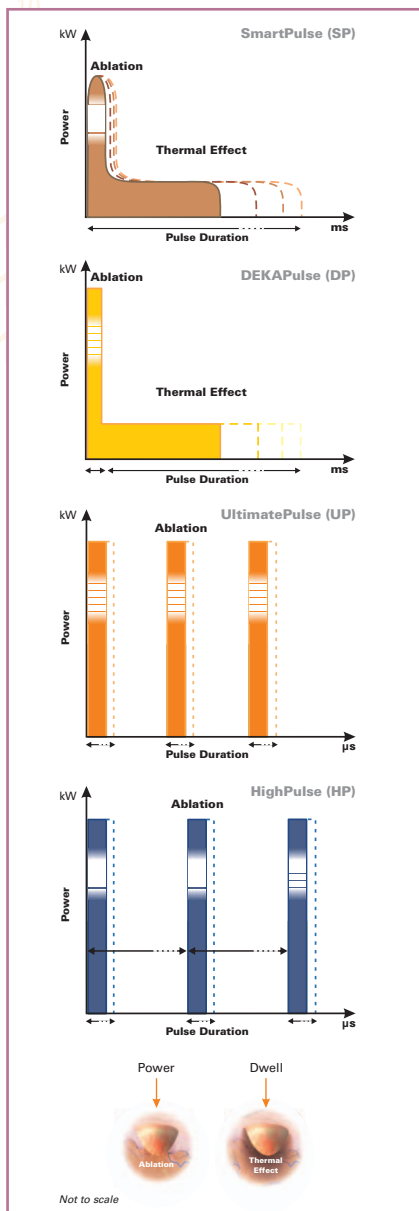 kW
SmartPulse (SP)
Ablation
Power
Thermal Effect
ms
Pulse Duration
DEKAPulse (DP)
kW
Ablation
Power
Thermal Effect
ms
Pulse Duration
kW
UltimatePulse (UP)
Ablation
Power
µs
Pulse Duration
kW
HighPulse (HP)
Ablation
Power
µs
Pulse Duration
Power
Dwell
Ablation
Thermal
Effect
Not to scale